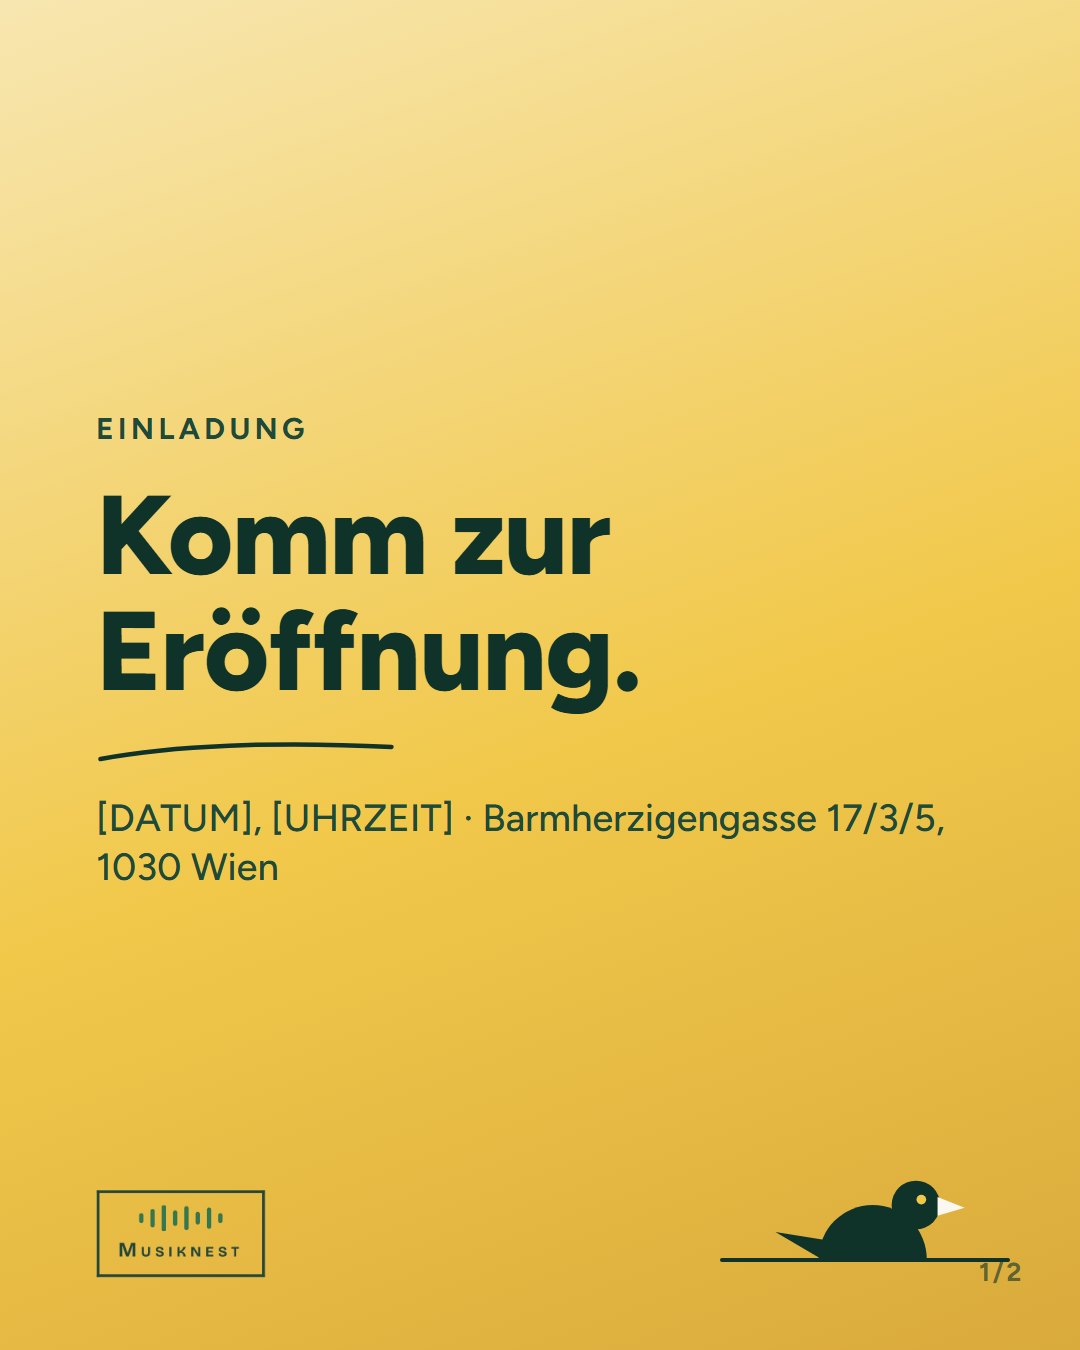 EINLADUNG
Komm zur
Eröffnung.
[DATUM], [UHRZEIT] · Barmherzigengasse 17/3/5,
1030 Wien
MUSIKNEST
1/2